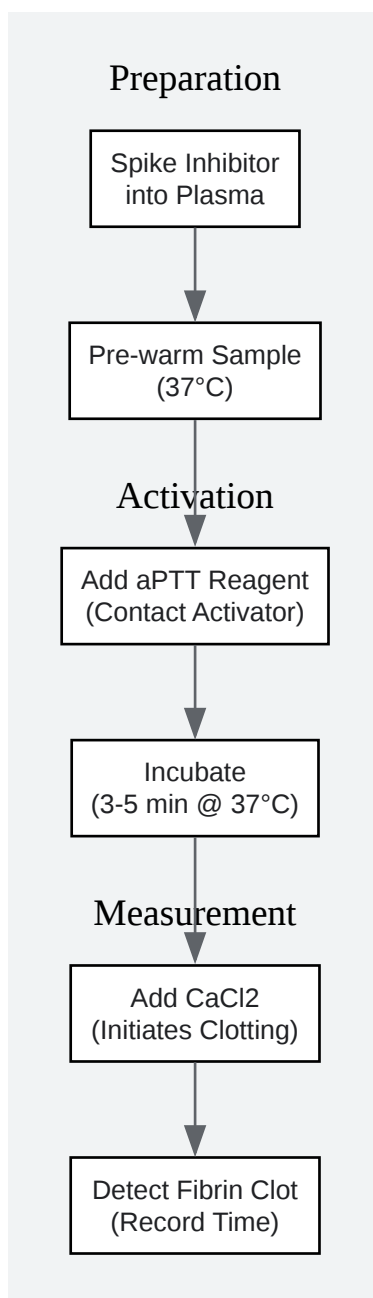 Preparation
Spike Inhibitor
into Plasma
Pre-warm Sample
(37°C)
Activation
Add aPTT Reagent
(Contact Activator)
Incubate
(3-5 min @ 37°C)
Measurement
Add CaCl2
(Initiates Clotting)
Detect Fibrin Clot
(Record Time)